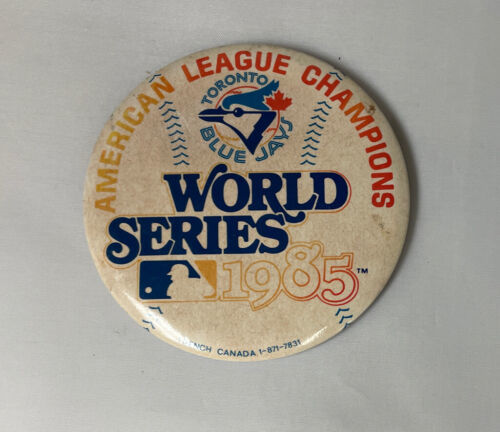 AMERICAN LEAGUE CHAMPIONS
TORONTO
BLUE JAYS
WORLD
SERIES
1985™
CANADA 1-871-7831